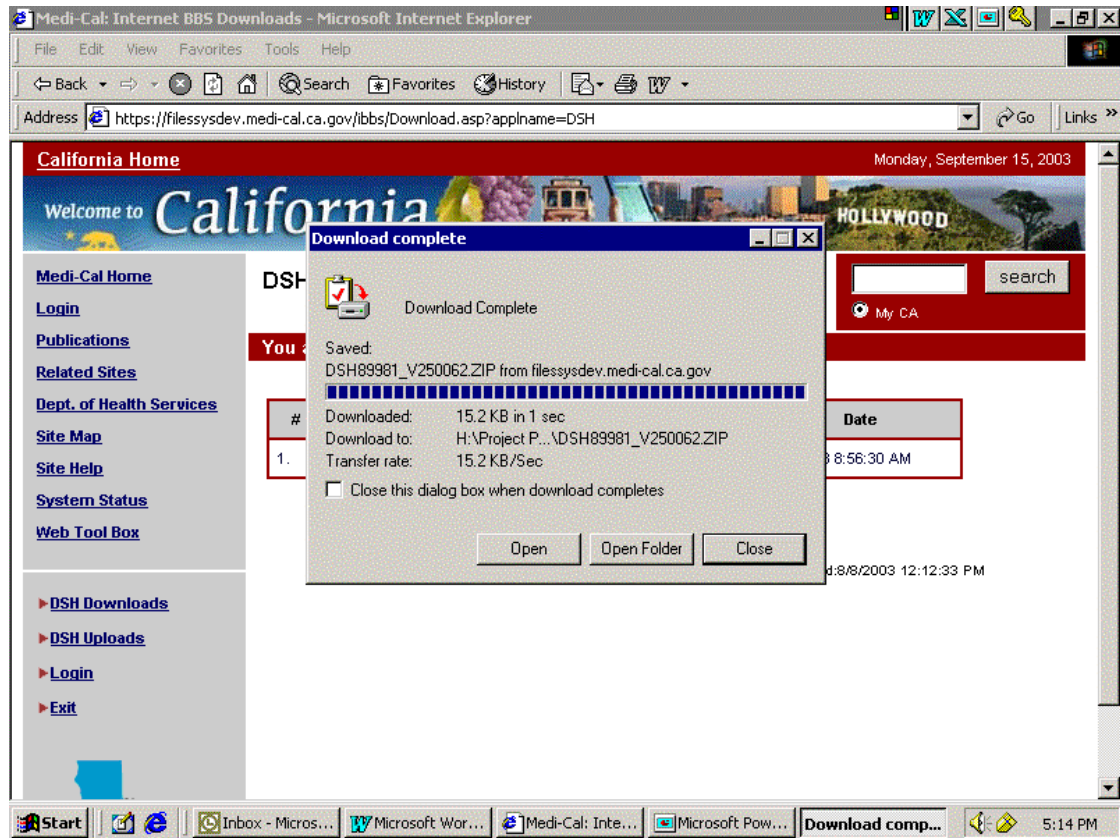 Medi-Cal: Internet BBS Downloads - Microsoft Internet Explorer
File Edit View Favorites Tools Help
Back Search Favorites History
Address https://filessysdev.medi-cal.ca.gov/ibbs/Download.asp?applname=DSH Go Links »
California Home Monday, September 15, 2003
Welcome to California HOLLYWOOD
Medi-Cal Home
Login
Publications
Related Sites
Dept. of Health Services
Site Map
Site Help
System Status
Web Tool Box
DSH Downloads
DSH Uploads
Login
Exit
DSH
search
My CA
You
# Date
1. 8:56:30 AM
8/8/2003 12:12:33 PM
Download complete
Download Complete
Saved:
DSH89981_V250062.ZIP from filessysdev.medi-cal.ca.gov
Downloaded: 15.2 KB in 1 sec
Download to: H:\Project P...\DSH89981_V250062.ZIP
Transfer rate: 15.2 KB/Sec
Close this dialog box when download completes
Open Open Folder Close
Start Inbox - Micros... Microsoft Wor... Medi-Cal: Inte... Microsoft Pow... Download comp... 5:14 PM